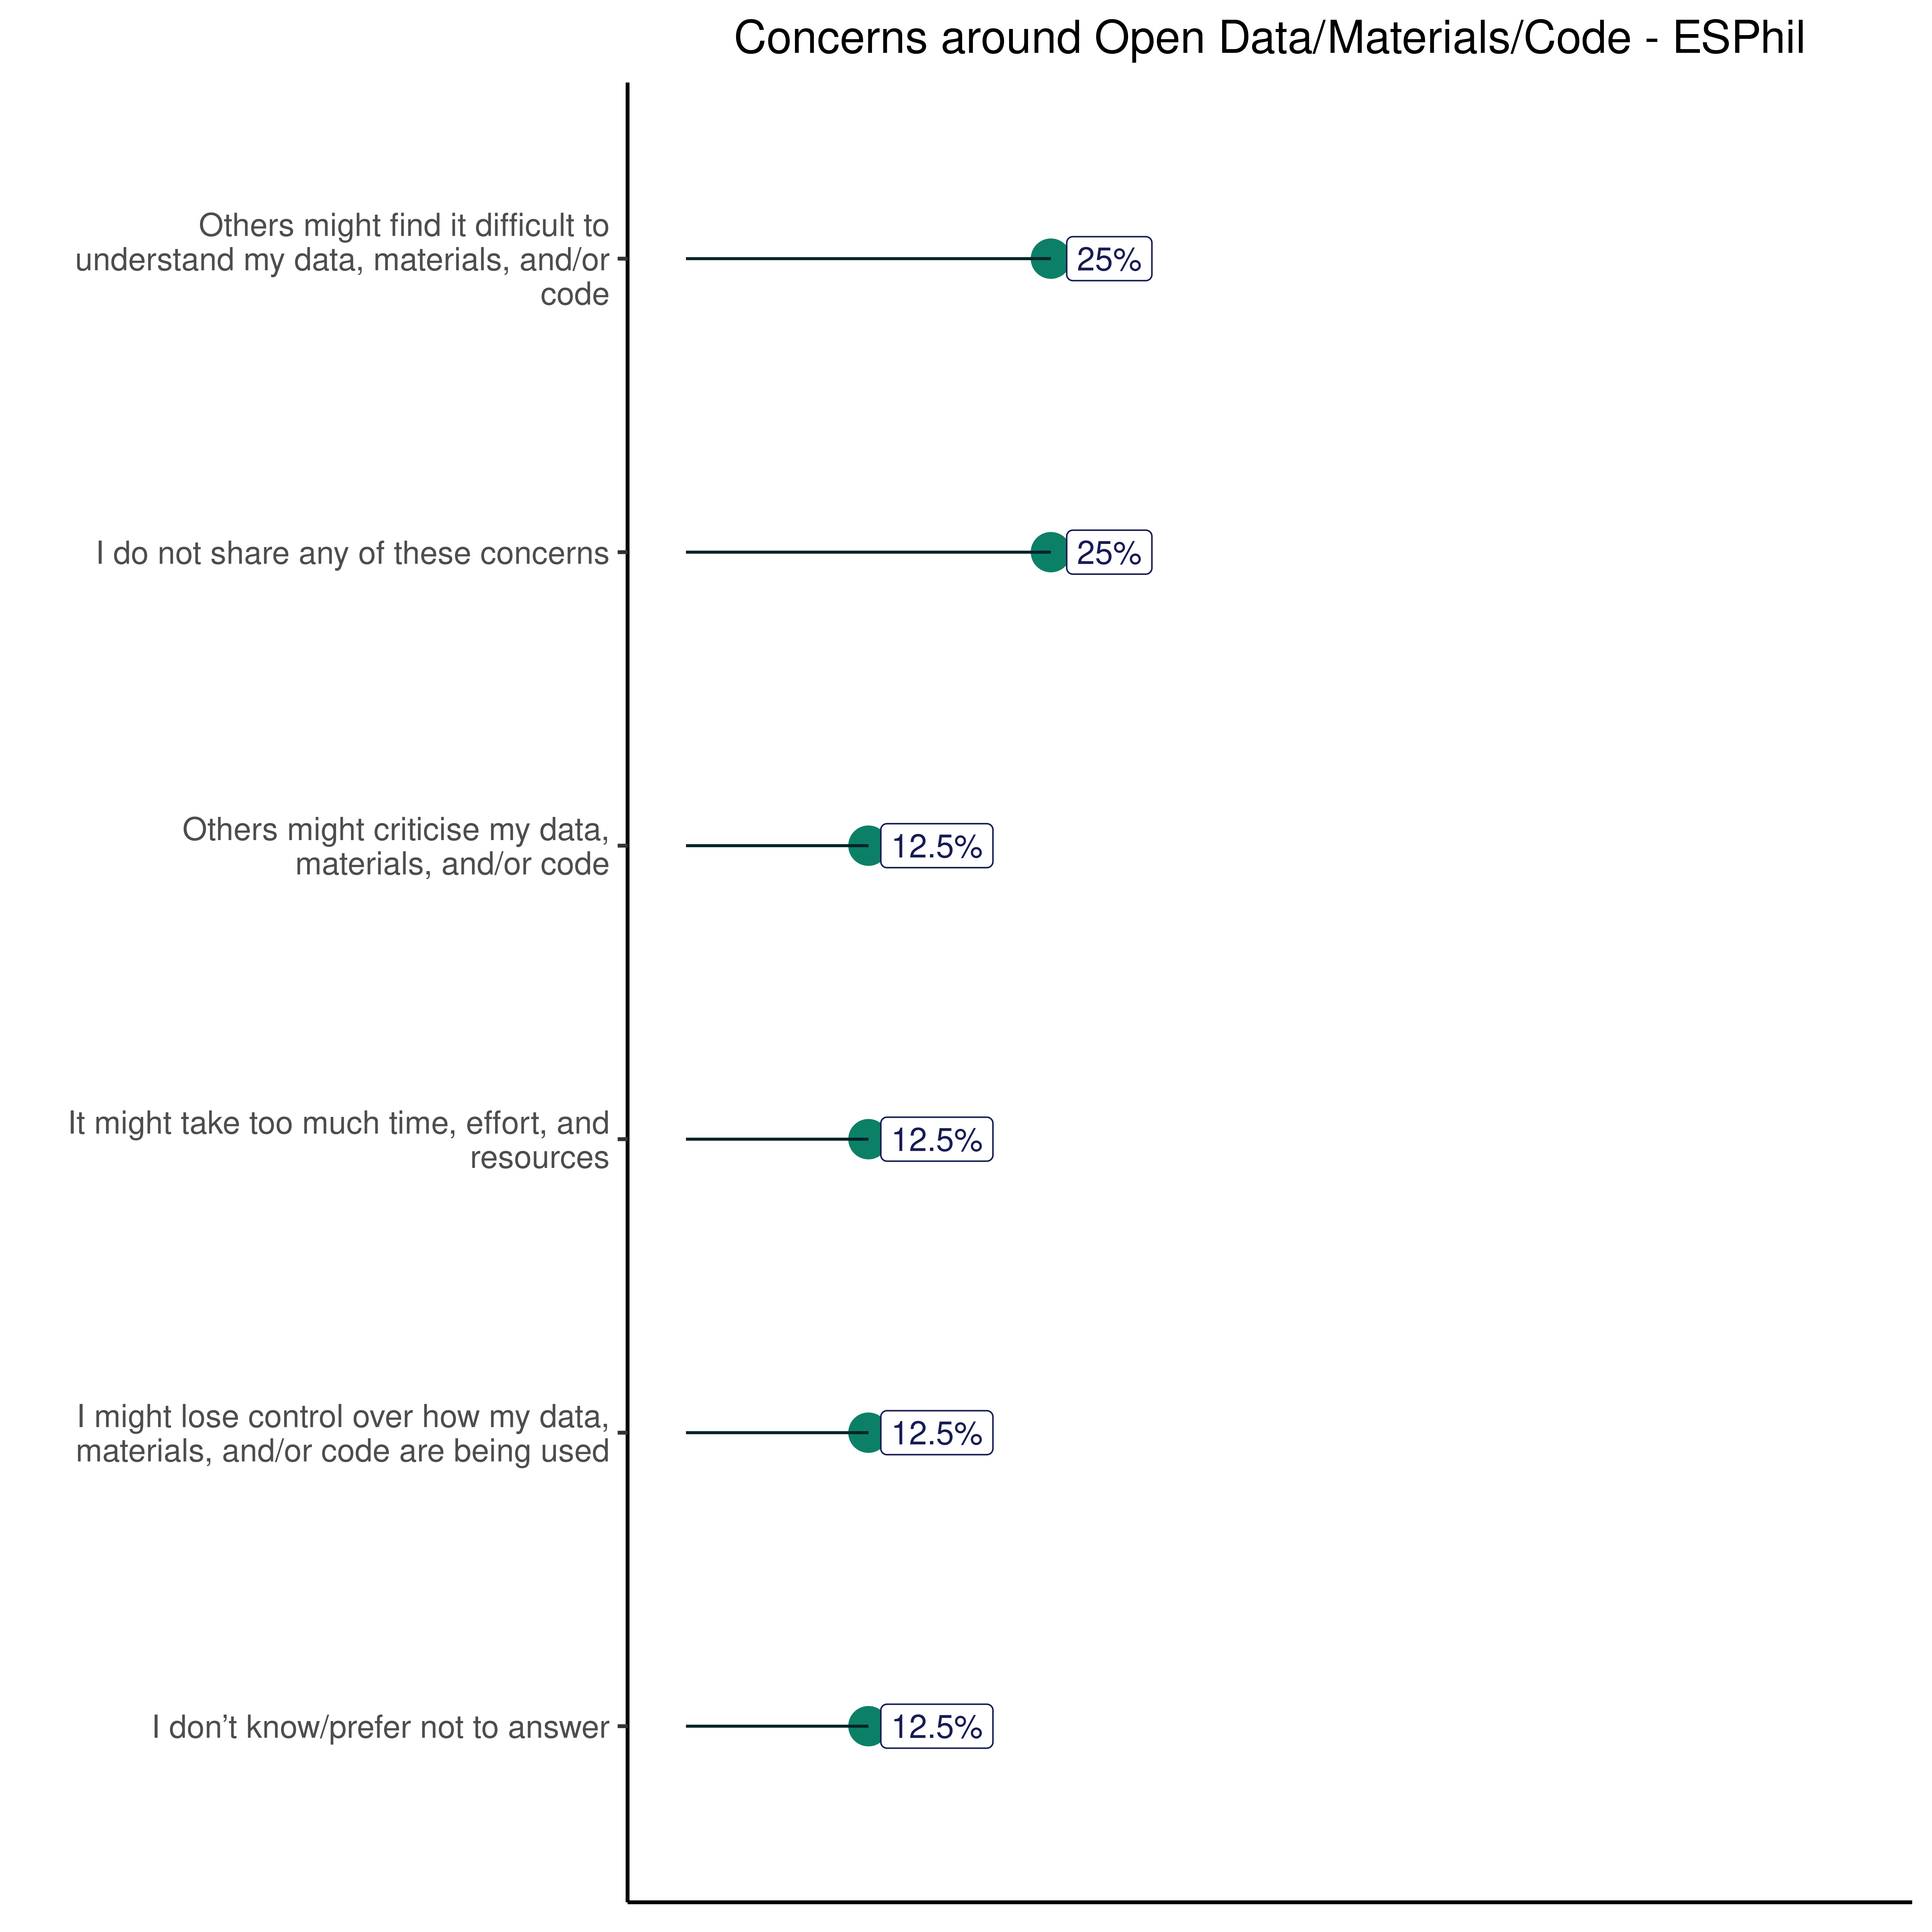 Concerns around Open Data/Materials/Code - ESPhil
Others might find it difficult to
understand my data, materials, and/or
code
25%
I do not share any of these concerns
25%
Others might criticise my data,
materials, and/or code
12.5%
It might take too much time, effort, and
resources
12.5%
I might lose control over how my data,
materials, and/or code are being used
12.5%
I don’t know/prefer not to answer
12.5%